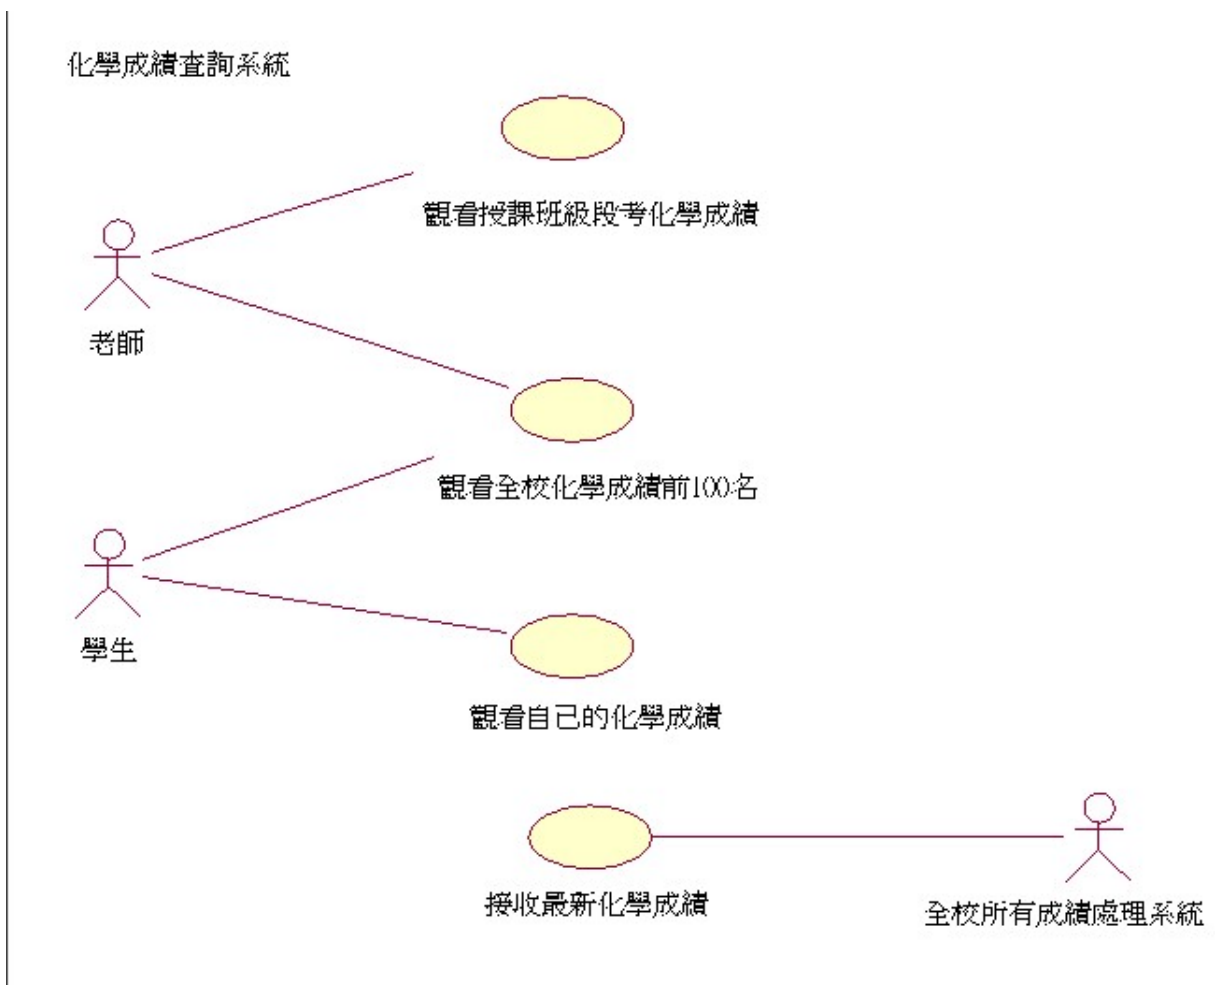 化學成績查詢系統
觀看授課班級段考化學成績
老師
觀看全校化學成績前100名
學生
觀看自己的化學成績
接收最新化學成績
全校所有成績處理系統